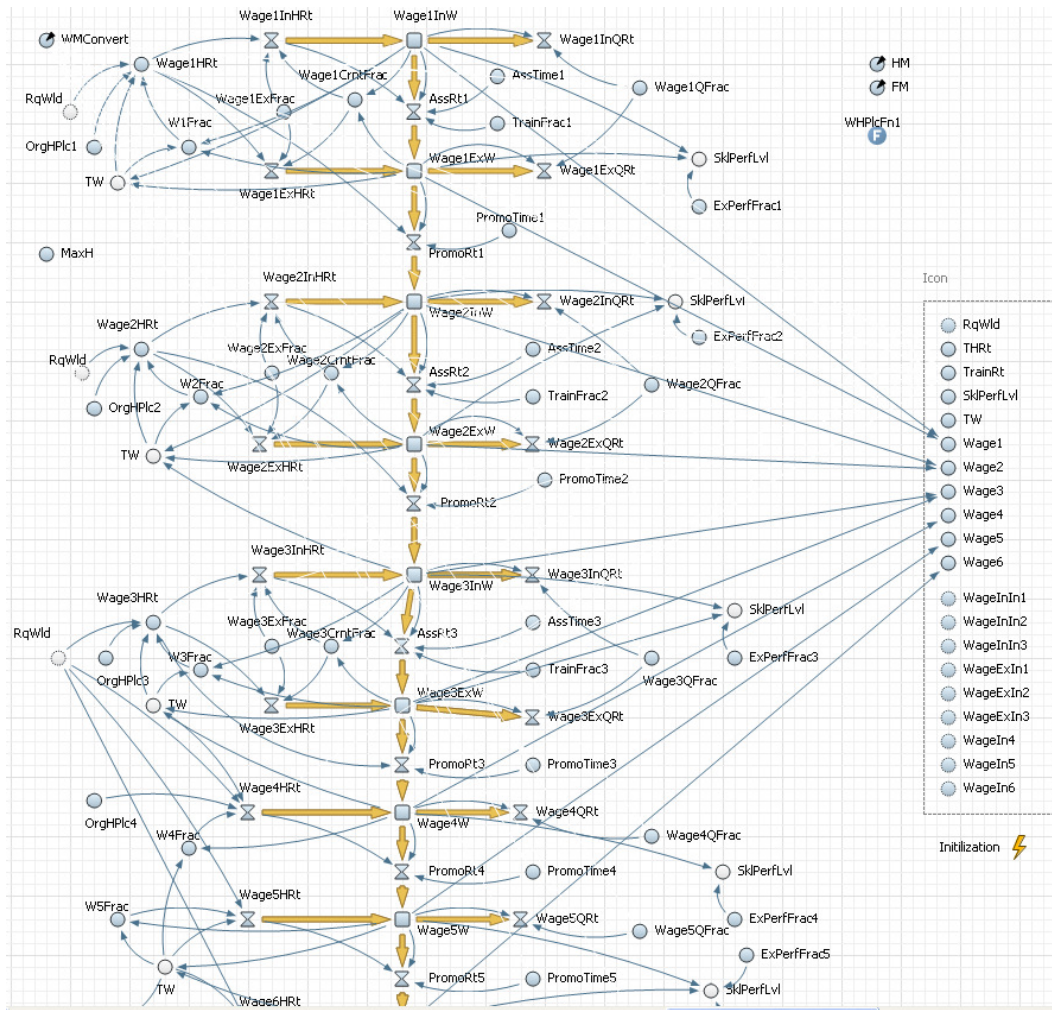 Wage1InHRt
Wage1InW
WMConvert
Wage1InQRt
Wage1HRt
HM
Wage1CrntFrac
AssTime1
FM
Wage1QFrac
RqWld
Wage1ExFrac
AssRt1
W1Frac
TrainFrac1
WHPlcFn1
F
OrgHPlc1
Wage1ExW
SklPerfLvl
TW
Wage1ExHRt
Wage1ExQRt
ExPerfFrac1
PromoTime1
MaxH
PromoRt1
Wage2InHRt
Icon
Wage2InW
Wage2InQRt
SklPerfLvl
Wage2HRt
RqWld
ExPerfFrac2
Wage2ExFrac
AssTime2
THRt
RqWld
Wage2CrntFrac
AssRt2
TrainRt
W2Frac
Wage2QFrac
OrgHPlc2
TrainFrac2
SklPerfLvl
TW
Wage2ExW
Wage2ExQRt
Wage1
TW
Wage2ExHRt
Wage2
PromoTime2
PromoRt2
Wage3
Wage4
Wage5
Wage3InHRt
Wage6
Wage3InW
Wage3InQRt
Wage3HRt
WageInIn1
SklPerfLvl
Wage3ExFrac
AssTime3
WageInIn2
RqWld
Wage3CrntFrac
AssRt3
WageInIn3
W3Frac
ExPerfFrac3
OrgHPlc3
TrainFrac3
WageExIn1
Wage3QFrac
TW
Wage3ExW
WageExIn2
Wage3ExHRt
Wage3ExQRt
WageExIn3
WageIn4
PromoRt3
PromoTime3
WageIn5
Wage4HRt
WageIn6
OrgHPlc4
Wage4W
Wage4QRt
W4Frac
Wage4QFrac
Initilization
PromoRt4
PromoTime4
SklPerfLvl
Wage5HRt
W5Frac
Wage5W
Wage5QRt
ExPerfFrac4
Wage5QFrac
ExPerfFrac5
TW
PromoRt5
PromoTime5
SklPerfLvl
Wage6HRt